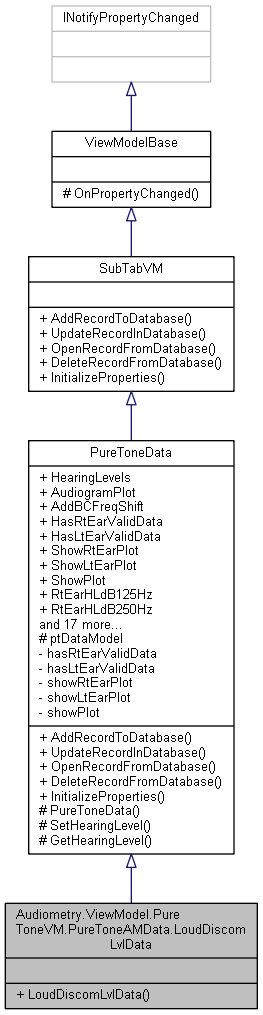 INotifyPropertyChanged
ViewModelBase
# OnPropertyChanged()
SubTabVM
+ AddRecordToDatabase()
+ UpdateRecordInDatabase()
+ OpenRecordFromDatabase()
+ DeleteRecordFromDatabase()
+ InitializeProperties()
PureToneData
+ HearingLevels
+ AudiogramPlot
+ AddBCFreqShift
+ HasRtEarValidData
+ HasLtEarValidData
+ ShowRtEarPlot
+ ShowLtEarPlot
+ ShowPlot
+ RtEarHLdB125Hz
+ RtEarHLdB250Hz
and 17 more...
# ptDataModel
- hasRtEarValidData
- hasLtEarValidData
- showRtEarPlot
- showLtEarPlot
- showPlot
+ AddRecordToDatabase()
+ UpdateRecordInDatabase()
+ OpenRecordFromDatabase()
+ DeleteRecordFromDatabase()
+ InitializeProperties()
# PureToneData()
# SetHearingLevel()
# GetHearingLevel()
Audiometry.ViewModel.Pure
ToneVM.PureToneAMData.LoudDiscom
LvlData
+ LoudDiscomLvlData()